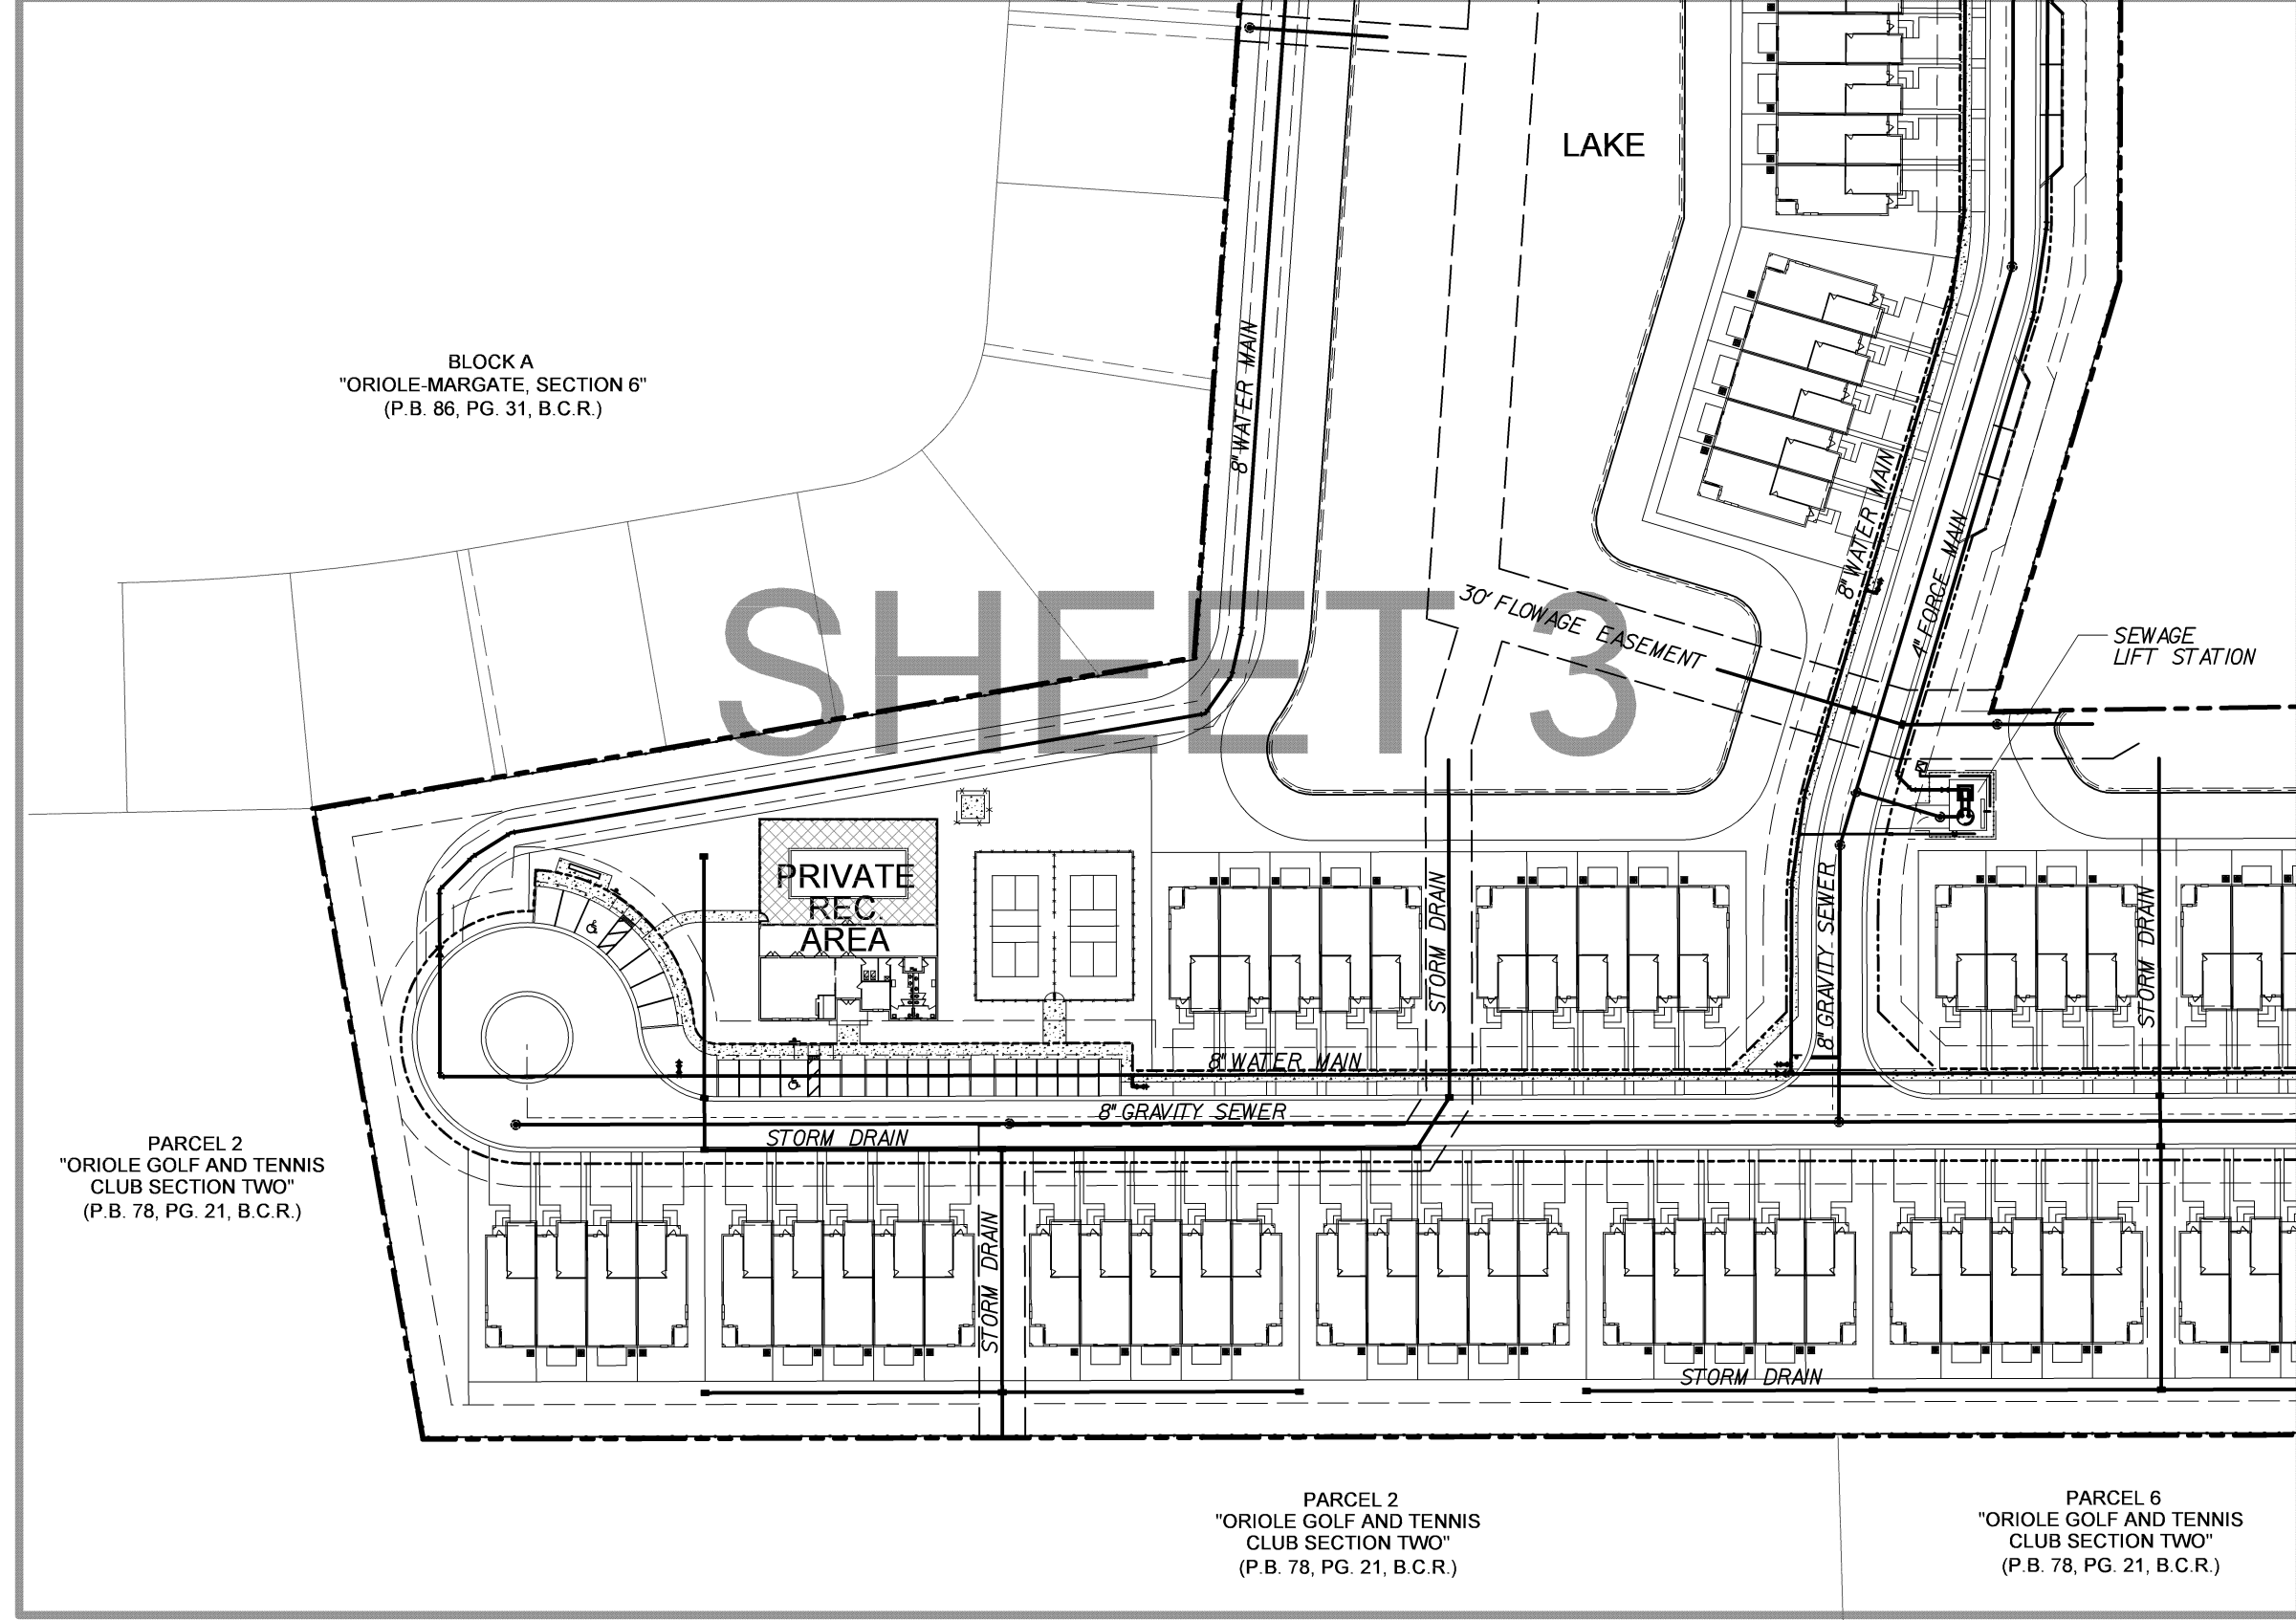 LAKE
BLOCK A
"ORIOLE-MARGATE, SECTION 6"
(P.B. 86, PG. 31, B.C.R.)
8" WATER MAIN
8" WATER MAIN
4" FORCE MAIN
SHEET 3
30' FLOWAGE EASEMENT
SEWAGE
LIFT STATION
PRIVATE
REC.
AREA
STORM DRAIN
8" GRAVITY SEWER
STORM DRAIN
8" WATER MAIN
8" GRAVITY SEWER
STORM DRAIN
PARCEL 2
"ORIOLE GOLF AND TENNIS
CLUB SECTION TWO"
(P.B. 78, PG. 21, B.C.R.)
STORM DRAIN
STORM DRAIN
PARCEL 2
"ORIOLE GOLF AND TENNIS
CLUB SECTION TWO"
(P.B. 78, PG. 21, B.C.R.)
PARCEL 6
"ORIOLE GOLF AND TENNIS
CLUB SECTION TWO"
(P.B. 78, PG. 21, B.C.R.)